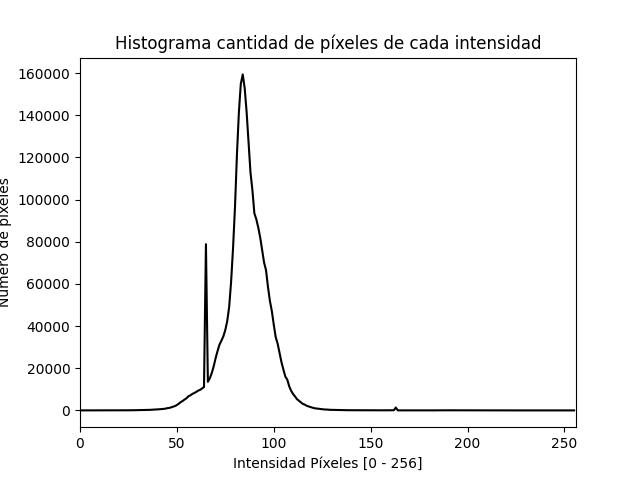 Histograma cantidad de píxeles de cada intensidad
160000
140000
120000
100000
80000
60000
40000
20000
0
Número de píxeles
0 50 100 150 200 250
Intensidad Píxeles [0 - 256]